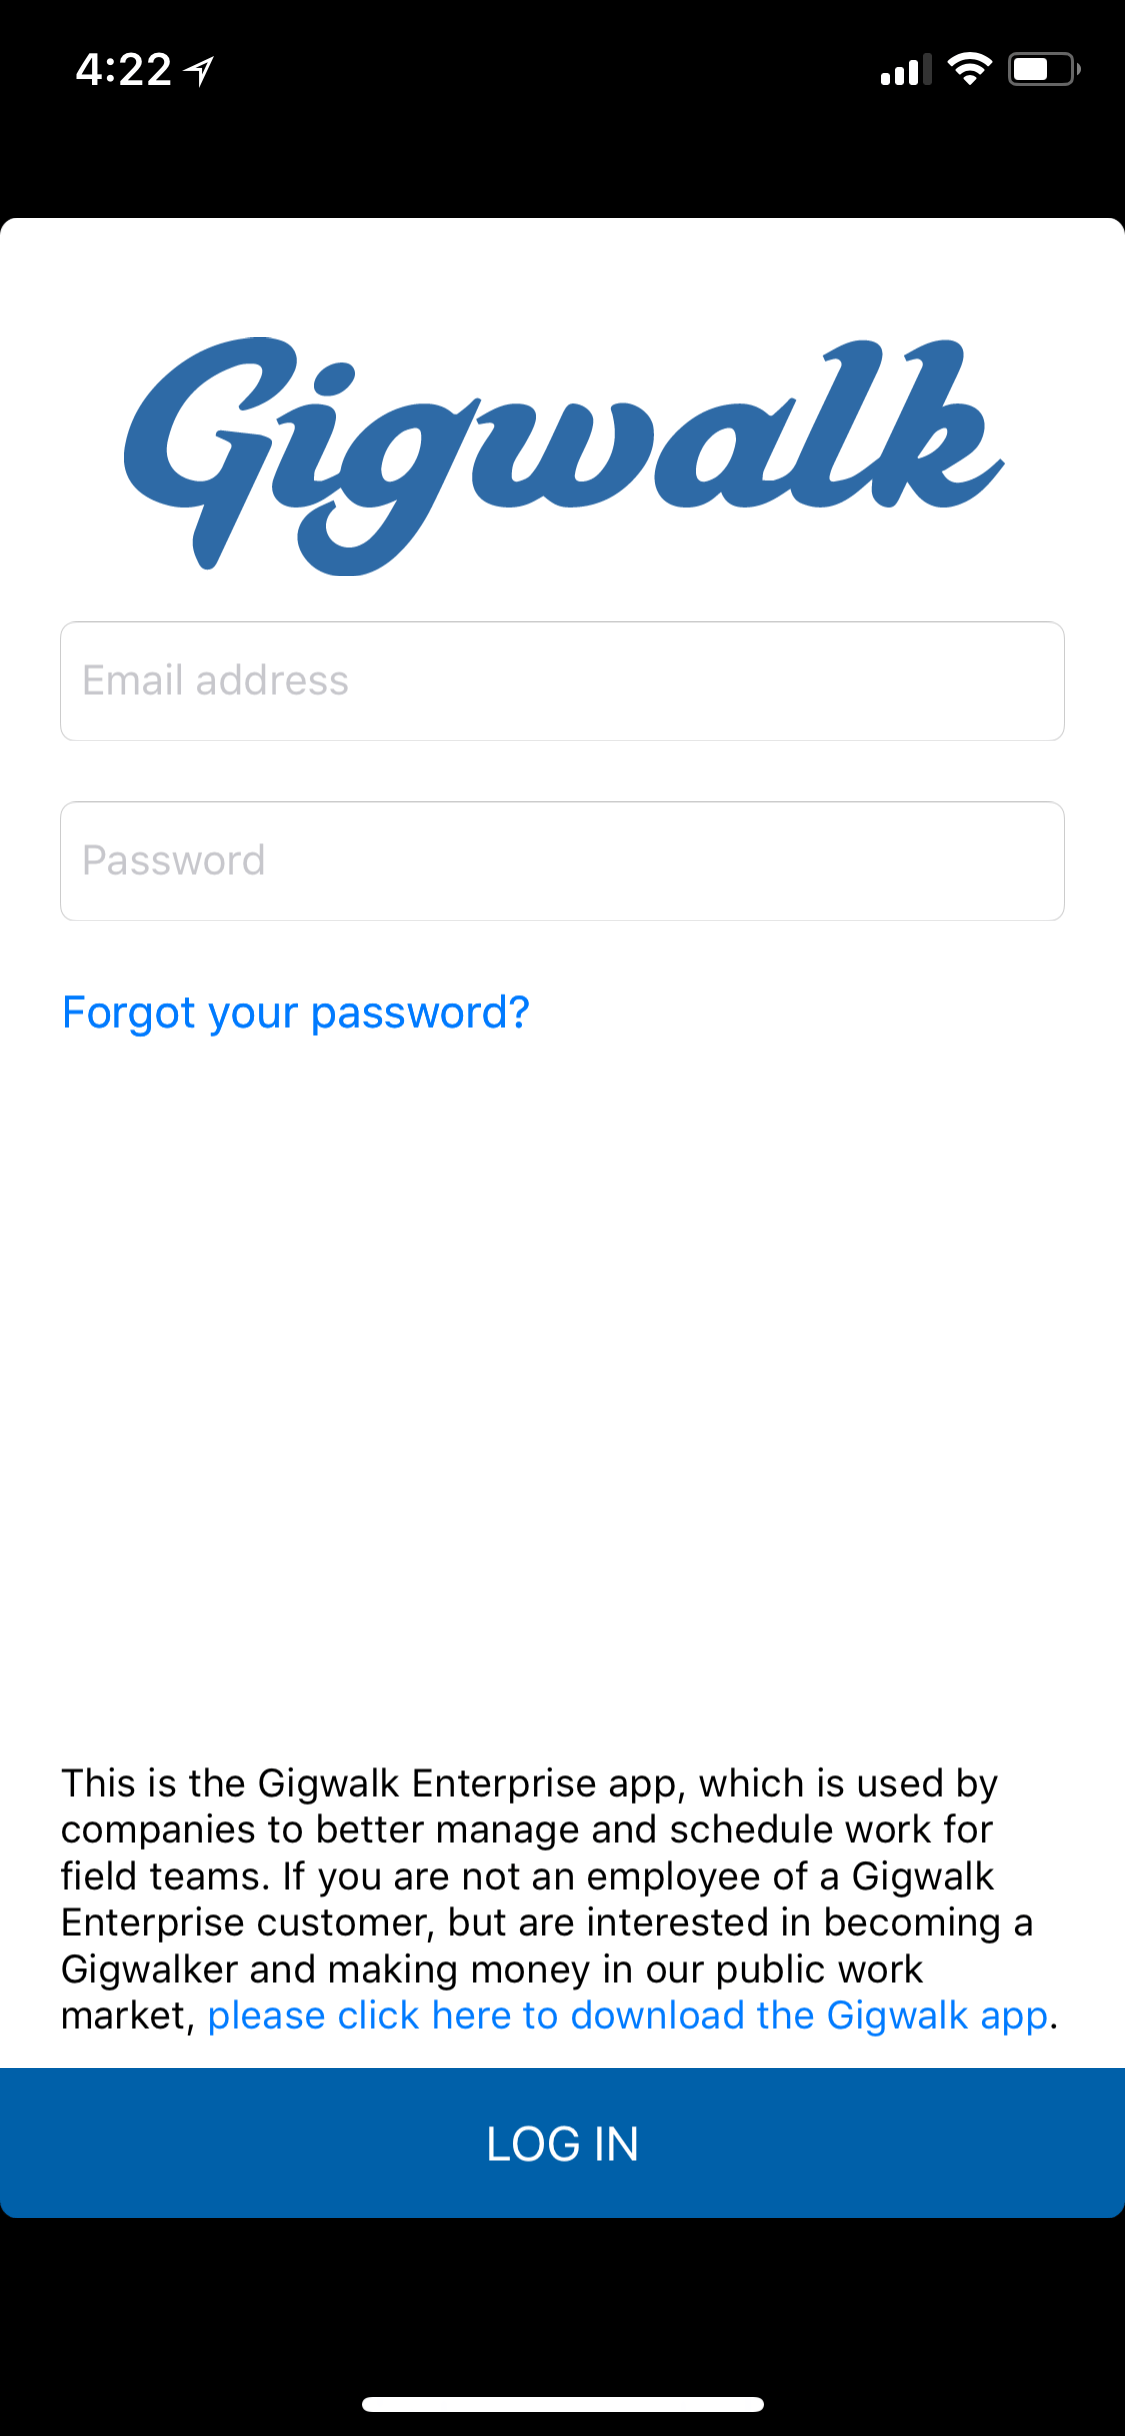 4:22
Gigwalk
Email address
Password
Forgot your password?
This is the Gigwalk Enterprise app, which is used by
companies to better manage and schedule work for
field teams. If you are not an employee of a Gigwalk
Enterprise customer, but are interested in becoming a
Gigwalker and making money in our public work
market, please click here to download the Gigwalk app.
LOG IN